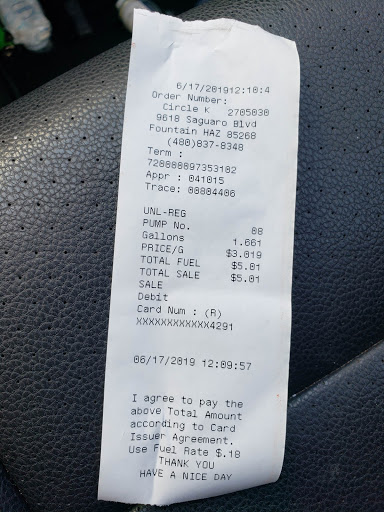 6/17/201912:10:4
Order Number:
Circle K 2705030
9618 Saguaro Blvd
Fountain HAZ 85268
(480)837-8348
Term :
720880897353102
Appr : 041015
Trace: 08804406
UNL-REG
PUMP No. 08
Gallons 1.661
PRICE/G $3.019
TOTAL FUEL $5.01
TOTAL SALE $5.01
SALE
Debit
Card Num : (R)
XXXXXXXXXXXX4291
06/17/2019 12:09:57
I agree to pay the
above Total Amount
according to Card
Issuer Agreement.
Use Fuel Rate $.18
THANK YOU
HAVE A NICE DAY